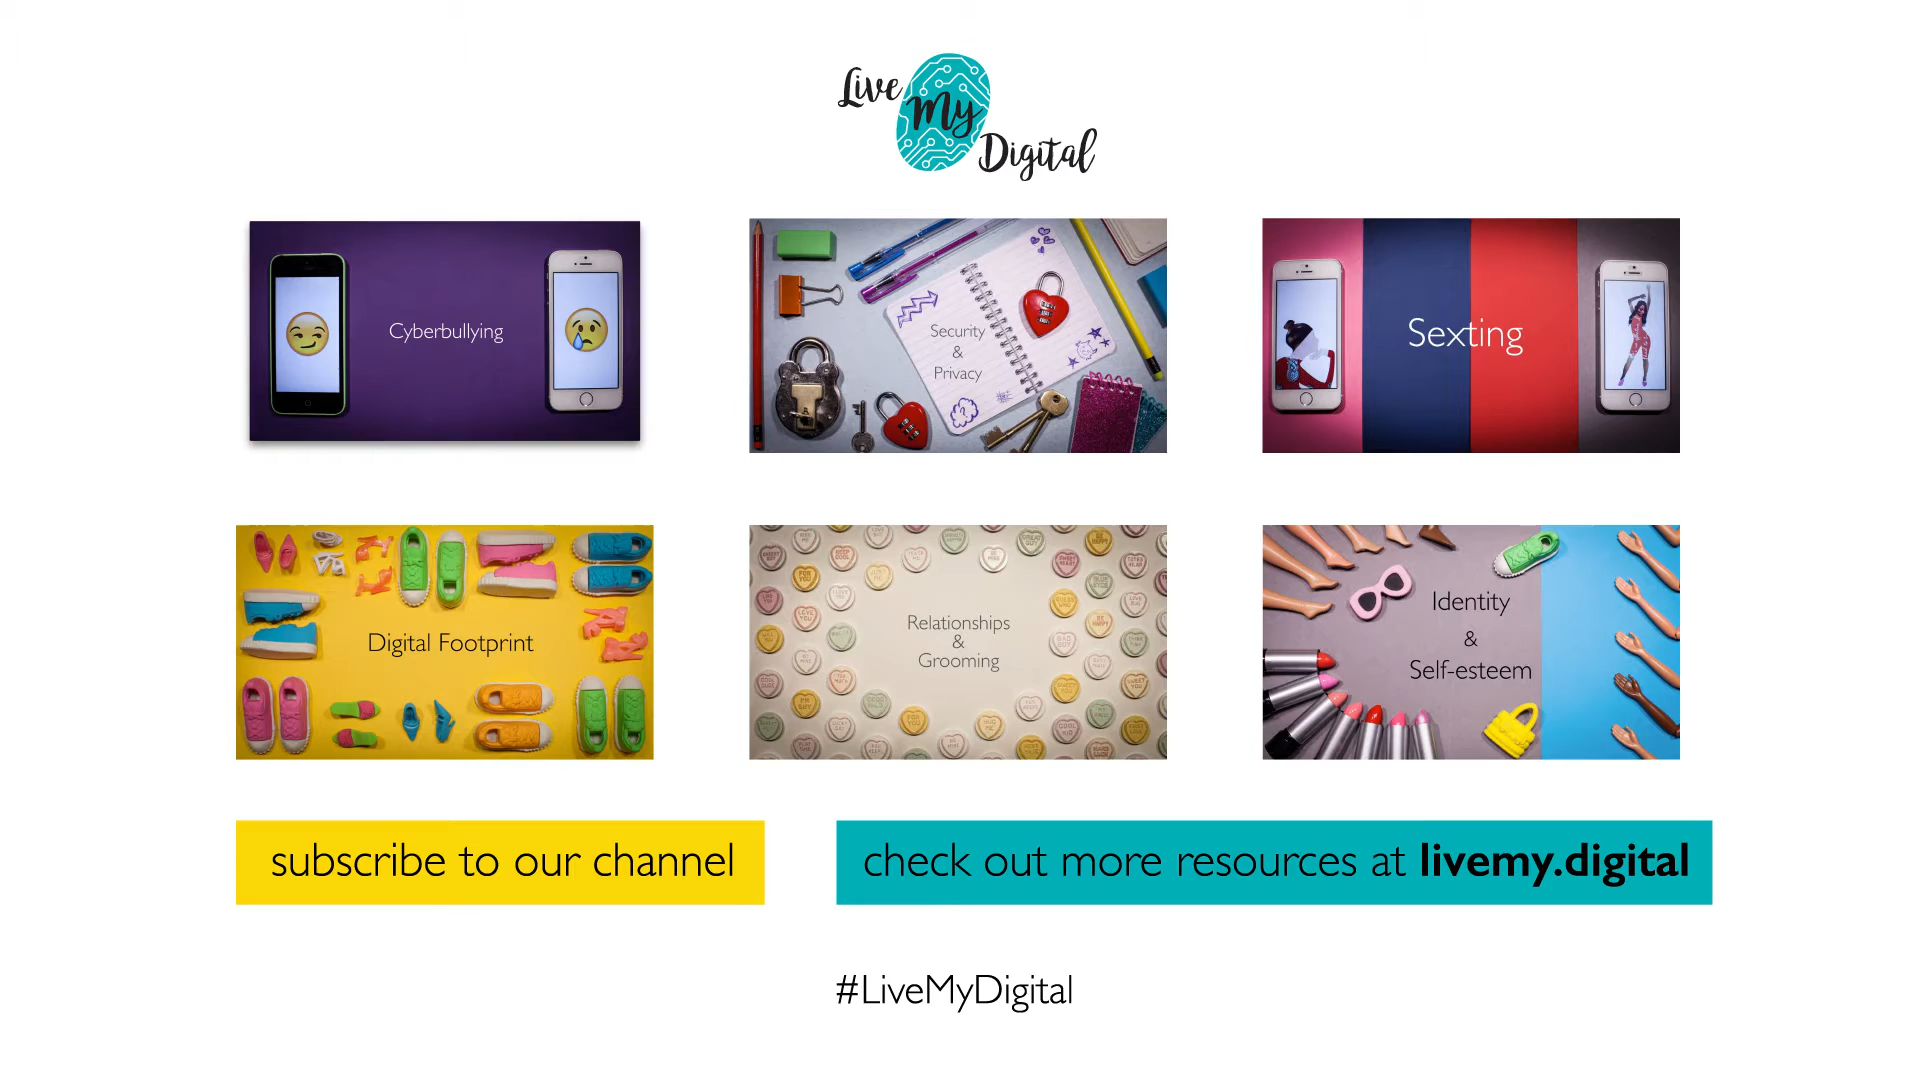 Live
My
Digital
Cyberbullying
Security
&
Privacy
Sexting
Digital Footprint
Relationships
&
Grooming
Identity
&
Self-esteem
subscribe to our channel
check out more resources at livemy.digital
#LiveMyDigital